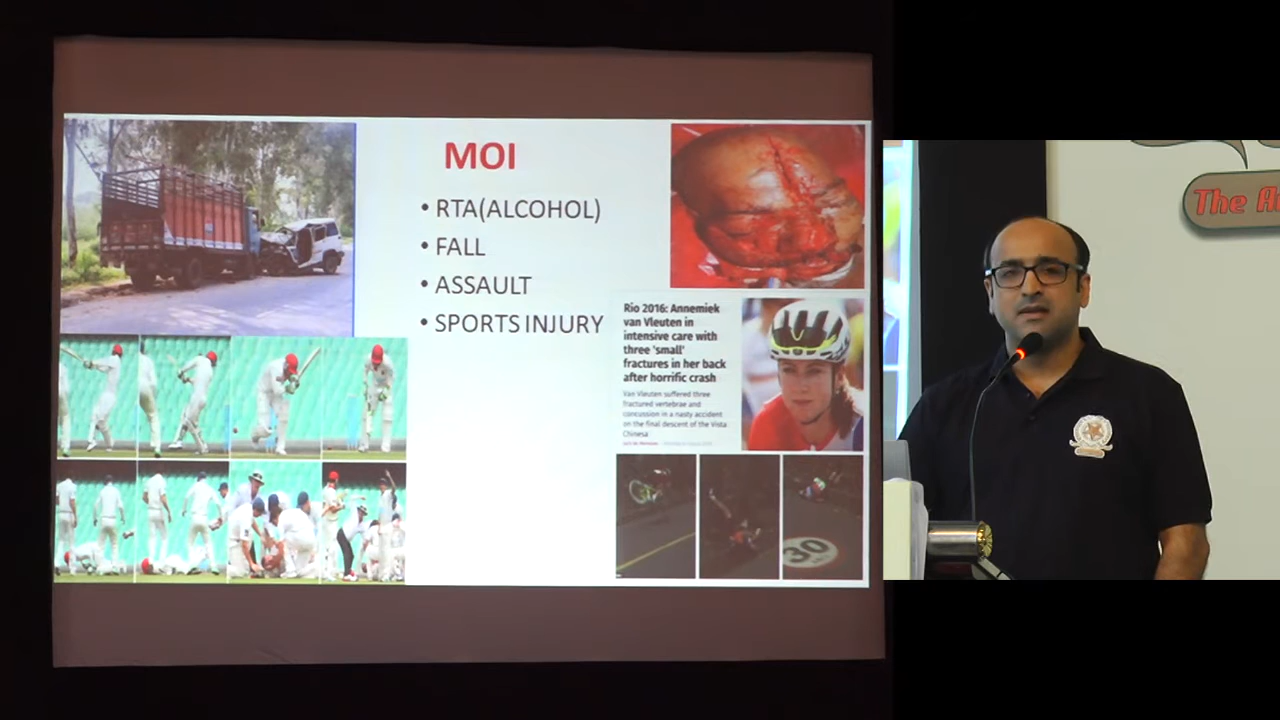 MOI
• RTA(ALCOHOL)
• FALL
• ASSAULT
• SPORTS INJURY
Rio 2016: Annemiek
van Vleuten in
intensive care with
three 'small'
fractures in her back
after horrific crash
Van Vleuten suffered three
fractured vertebrae and
concussion in a nasty accident
on the final descent of the Vista
Chinesa
30
The